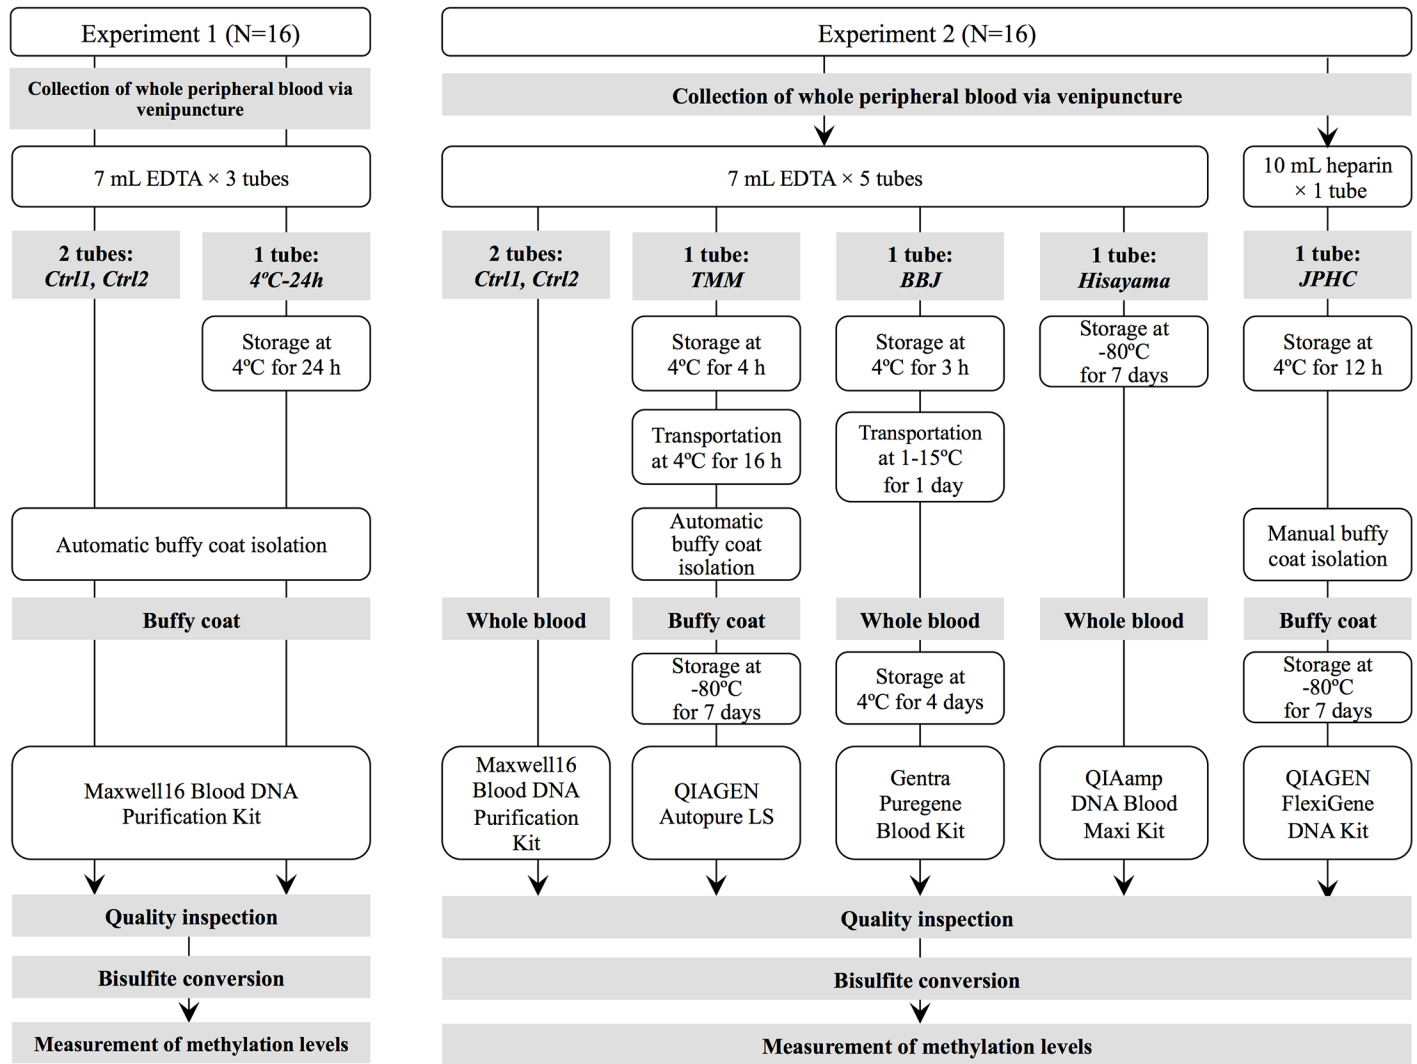 Experiment 1 (N=16)
Collection of whole peripheral blood via
venipuncture
7 mL EDTA × 3 tubes
2 tubes:
Ctrl1, Ctrl2
1 tube:
4ºC-24h
Storage at
4ºC for 24 h
Automatic buffy coat isolation
Buffy coat
Maxwell16 Blood DNA
Purification Kit
Quality inspection
Bisulfite conversion
Measurement of methylation levels
Experiment 2 (N=16)
Collection of whole peripheral blood via venipuncture
7 mL EDTA × 5 tubes
10 mL heparin
× 1 tube
2 tubes:
Ctrl1, Ctrl2
Whole blood
Maxwell16
Blood DNA
Purification
Kit
1 tube:
TMM
Storage at
4ºC for 4 h
Transportation
at 4ºC for 16 h
Automatic
buffy coat
isolation
Buffy coat
Storage at
-80ºC
for 7 days
QIAGEN
Autopure LS
1 tube:
BBJ
Storage at
4ºC for 3 h
Transportation
at 1-15ºC
for 1 day
Whole blood
Storage at
4ºC for 4 days
Gentra
Puregene
Blood Kit
1 tube:
Hisayama
Storage at
-80ºC
for 7 days
Whole blood
QIAamp
DNA Blood
Maxi Kit
1 tube:
JPHC
Storage at
4ºC for 12 h
Manual buffy
coat isolation
Buffy coat
Storage at
-80ºC
for 7 days
QIAGEN
FlexiGene
DNA Kit
Quality inspection
Bisulfite conversion
Measurement of methylation levels